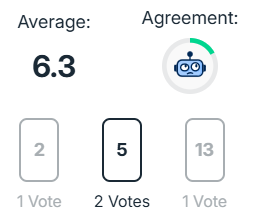 Average:
Agreement:
6.3
2
5
13
1 Vote
2 Votes
1 Vote